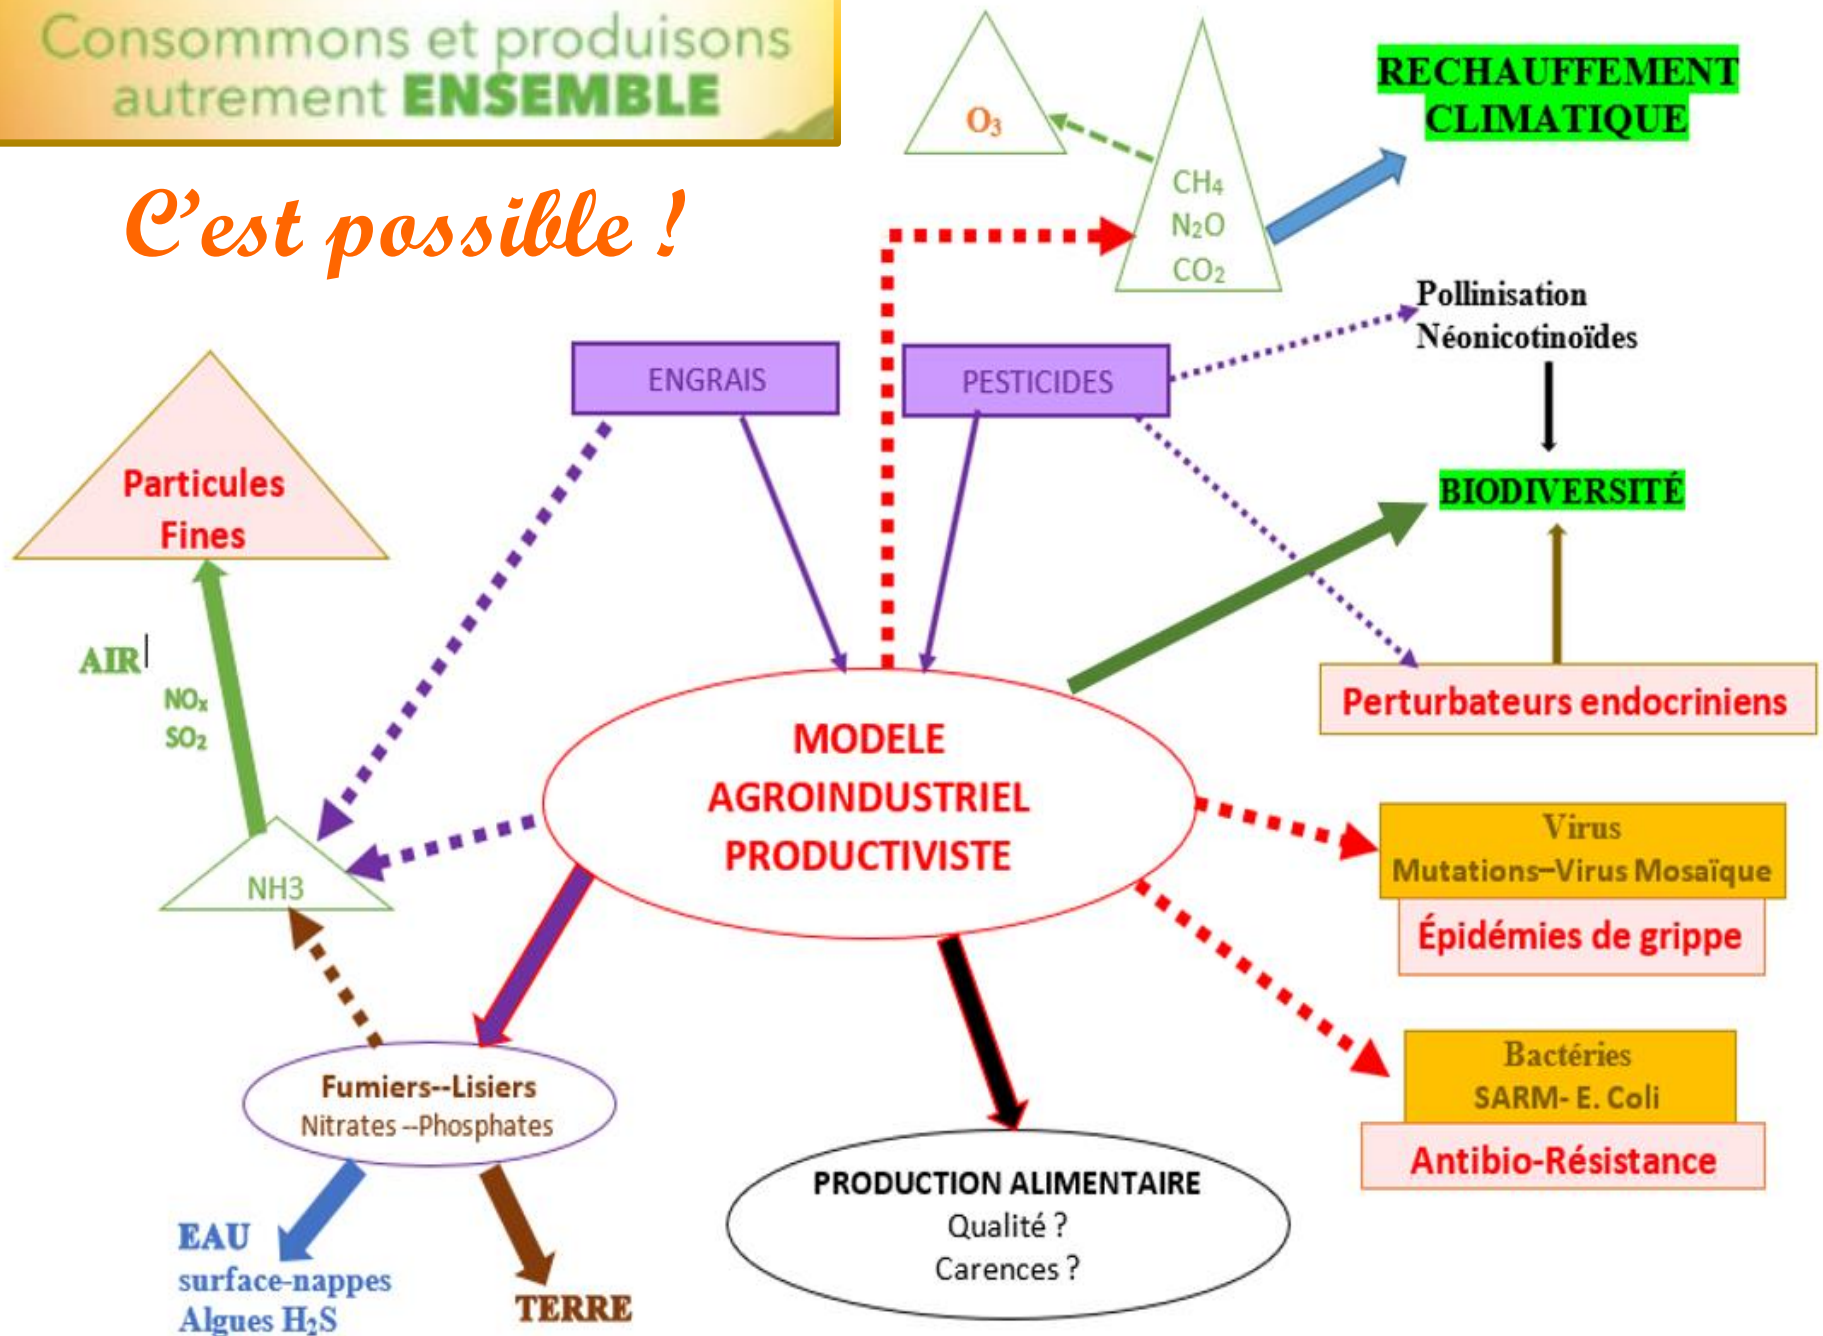 Consommons et produisons
autrement ENSEMBLE
C'est possible !
O₃
CH₄
N₂O
CO₂
RECHAUFFEMENT
CLIMATIQUE
Pollinisation
Néonicotinoïdes
ENGRAIS
PESTICIDES
Particules
Fines
BIODIVERSITÉ
AIR
NOₓ
SO₂
Perturbateurs endocriniens
MODELE
AGROINDUSTRIEL
PRODUCTIVISTE
Virus
Mutations–Virus Mosaïque
Épidémies de grippe
NH3
Bactéries
SARM- E. Coli
Antibio-Résistance
Fumiers--Lisiers
Nitrates --Phosphates
PRODUCTION ALIMENTAIRE
Qualité ?
Carences ?
EAU
surface-nappes
Algues H₂S
TERRE